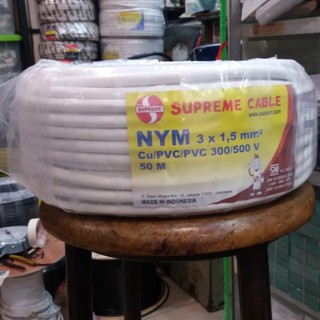 SUPREME
SUPREME CABLE
NYM 3 x 1,5 mm²
Cu/PVC/PVC 300/500 V
50 M
MADE IN INDONESIA